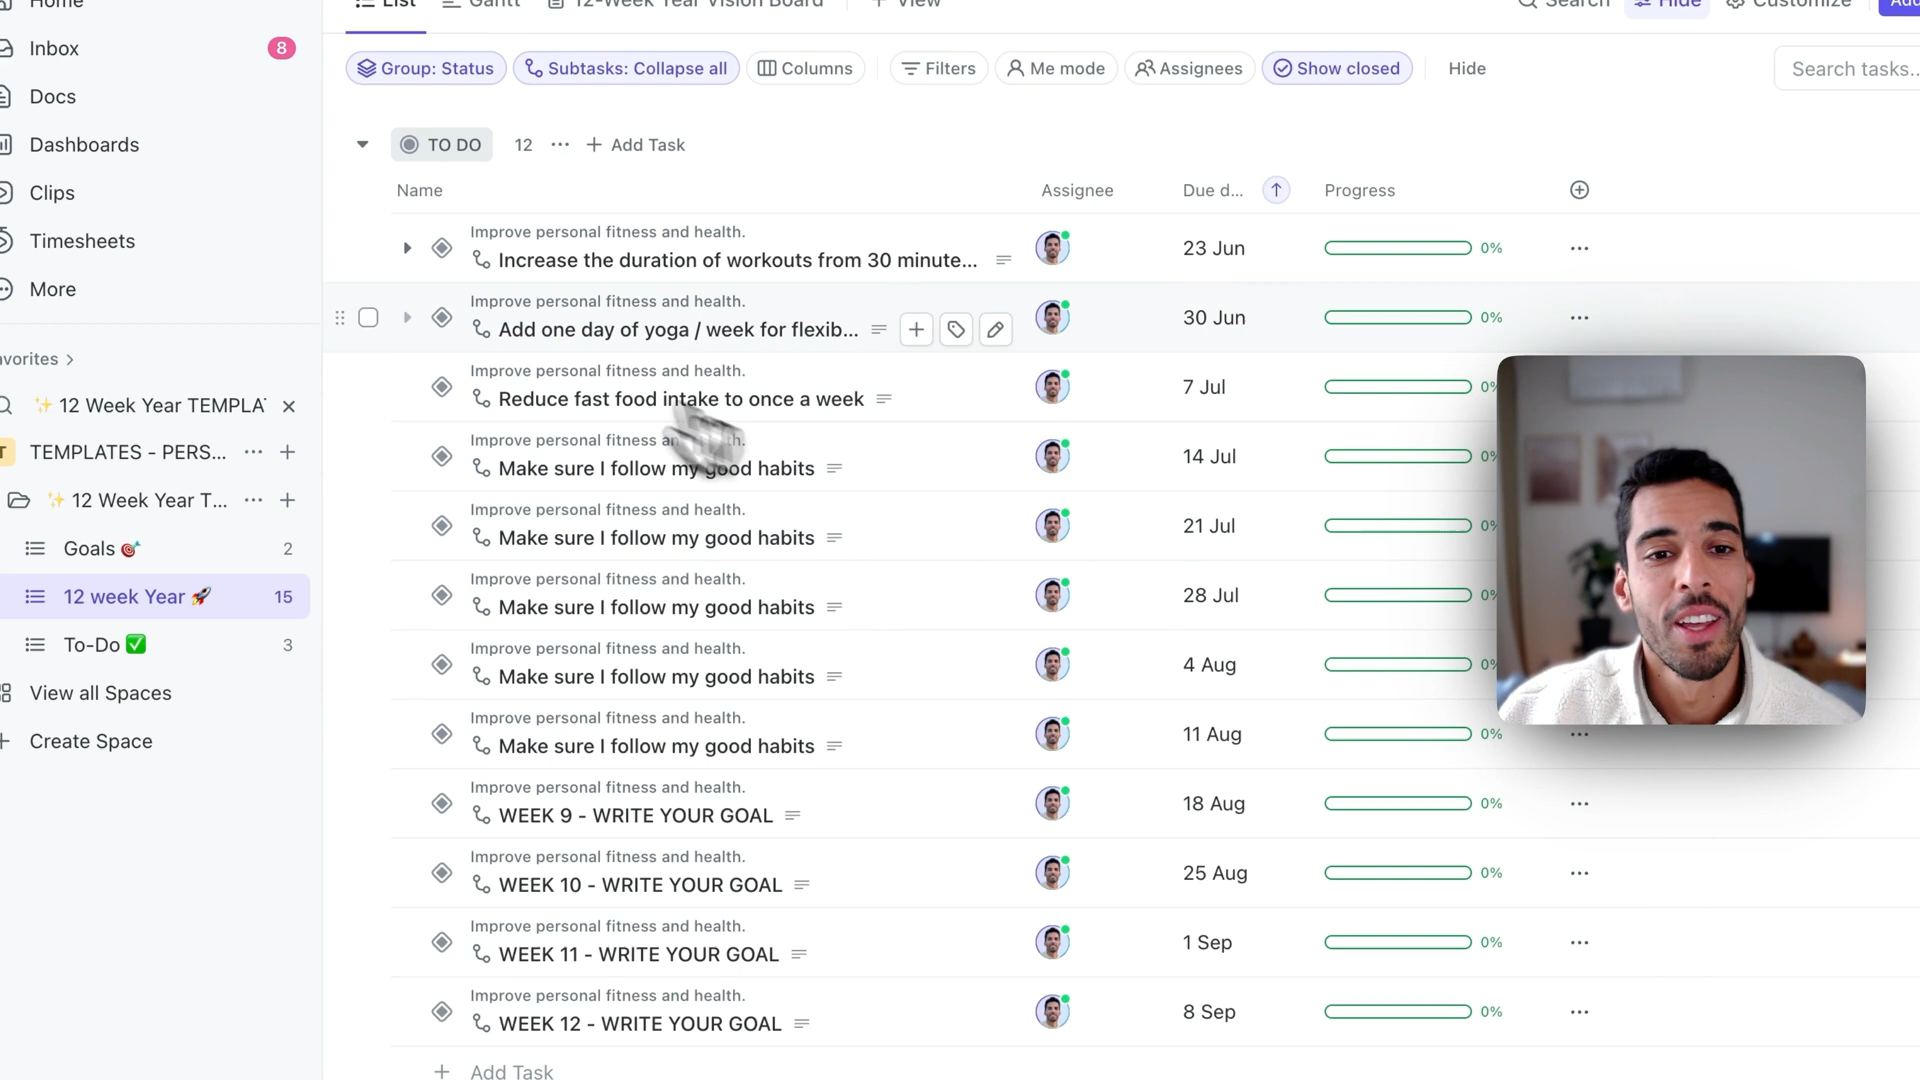 Home
List Gantt 12-Week Year Vision Board + View Search Hide Customize Add
Inbox 8
Docs
Dashboards
Clips
Timesheets
More
avorites >
✨ 12 Week Year TEMPLA
T TEMPLATES - PERS... ... +
✨ 12 Week Year T... ... +
Goals 🎯 2
12 week Year 🚀 15
To-Do ✅ 3
View all Spaces
+ Create Space
Group: Status Subtasks: Collapse all Columns Filters Me mode Assignees Show closed Hide Search tasks...
TO DO 12 ... + Add Task
Name Assignee Due d... ↑ Progress
Improve personal fitness and health.
Increase the duration of workouts from 30 minute... 23 Jun 0% ...
Improve personal fitness and health.
Add one day of yoga / week for flexib... 30 Jun 0% ...
Improve personal fitness and health.
Reduce fast food intake to once a week 7 Jul 0%
Improve personal fitness and health.
Make sure I follow my good habits 14 Jul 0%
Improve personal fitness and health.
Make sure I follow my good habits 21 Jul 0%
Improve personal fitness and health.
Make sure I follow my good habits 28 Jul 0%
Improve personal fitness and health.
Make sure I follow my good habits 4 Aug 0%
Improve personal fitness and health.
Make sure I follow my good habits 11 Aug 0% ...
Improve personal fitness and health.
WEEK 9 - WRITE YOUR GOAL 18 Aug 0% ...
Improve personal fitness and health.
WEEK 10 - WRITE YOUR GOAL 25 Aug 0% ...
Improve personal fitness and health.
WEEK 11 - WRITE YOUR GOAL 1 Sep 0% ...
Improve personal fitness and health.
WEEK 12 - WRITE YOUR GOAL 8 Sep 0% ...
+ Add Task